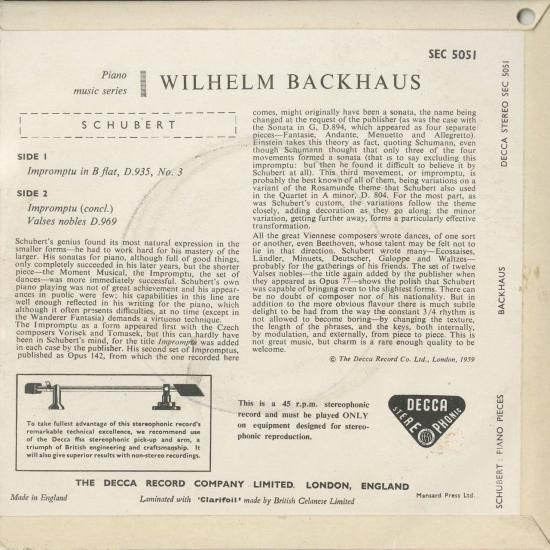 SEC 5051
Piano
music series
WILHELM BACKHAUS
SCHUBERT
SIDE 1
Impromptu in B flat, D.935, No. 3
SIDE 2
Impromptu (concl.)
Valses nobles D.969
Schubert's genius found its most natural expression in the
smaller forms—he had to work hard for his mastery of the
larger. His sonatas for piano, although full of good things,
only completely succeeded in his later years, but the shorter
piece—the Moment Musical, the Impromptu, the set of
dances—was more immediately successful. Schubert's own
piano playing was not of great achievement and his appear-
ances in public were few; his capabilities in this line are
well enough reflected in his writing for the piano, which
although it often presents difficulties, at no time (except in
the Wanderer Fantasia) demands a virtuoso technique.
The Impromptu as a form appeared first with the Czech
composers Vorisek and Tomasek, but this can hardly have
been in Schubert's mind, for the title Impromptu was added
in each case by the publisher. His second set of Impromptus,
published as Opus 142, from which the one recorded here
comes, might originally have been a sonata, the name being
changed at the request of the publisher (as was the case with
the Sonata in G, D.894, which appeared as four separate
pieces—Fantasie, Andante, Menuetto and Allegretto).
Einstein takes this theory as fact, quoting Schumann, even
though Schumann thought that only three of the four
movements formed a sonata (that is to say excluding this
impromptu: but then he found it difficult to believe it by
Schubert at all). This third movement, or impromptu, is
probably the best known of all of them, being variations on a
variant of the Rosamunde theme that Schubert also used
in the Quartet in A minor, D. 804. For the most part, as
was Schubert's custom, the variations follow the theme
closely, adding decoration as they go along; the minor
variation, getting further away, forms a particularly effective
transformation.
All the great Viennese composers wrote dances, of one sort
or another, even Beethoven, whose talent may be felt not to
lie in that direction. Schubert wrote many—Ecossaises,
Ländler, Minuets, Deutscher, Galoppe and Waltzes—
probably for the gatherings of his friends. The set of twelve
Valses nobles—the title again added by the publisher when
they appeared as Opus 77—shows the polish that Schubert
was capable of bringing even to the slightest forms. There can
be no doubt of composer nor of his nationality. But in
addition to the more obvious flavour there is much subtle
delight to be had from the way the constant 3/4 rhythm is
not allowed to become boring—by changing the texture,
the length of the phrases, and the keys, both internally,
by modulation, and externally, from piece to piece. This is
not great music, but charm is a rare enough quality to be
welcome.
© The Decca Record Co. Ltd., London, 1959
To take fullest advantage of this stereophonic record's
remarkable technical excellence, we recommend use
of the Decca ffss stereophonic pick-up and arm, a
triumph of British engineering and craftsmanship. It
will also give superior results with non-stereo recordings.
This is a 45 r.p.m. stereophonic
record and must be played ONLY
on equipment designed for stereo-
phonic reproduction.
DECCA
STEREOPHONIC
THE DECCA RECORD COMPANY LIMITED. LONDON, ENGLAND
Made in England
Laminated with 'Clarifoil' made by British Celanese Limited
Mansard Press Ltd.
SCHUBERT: PIANO PIECES
BACKHAUS
DECCA STEREO SEC 5051